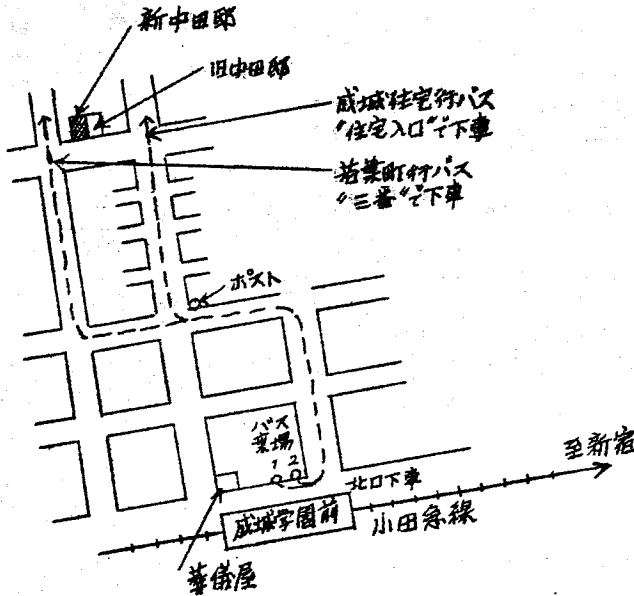 新中田邸
旧中田邸
成城住宅行バス
"住宅入口"で下車
若葉町行バス
"三番"で下車
ポスト
バス
乗場
1 2
北口下車
至新宿
成城学園前
小田急線
葬儀屋